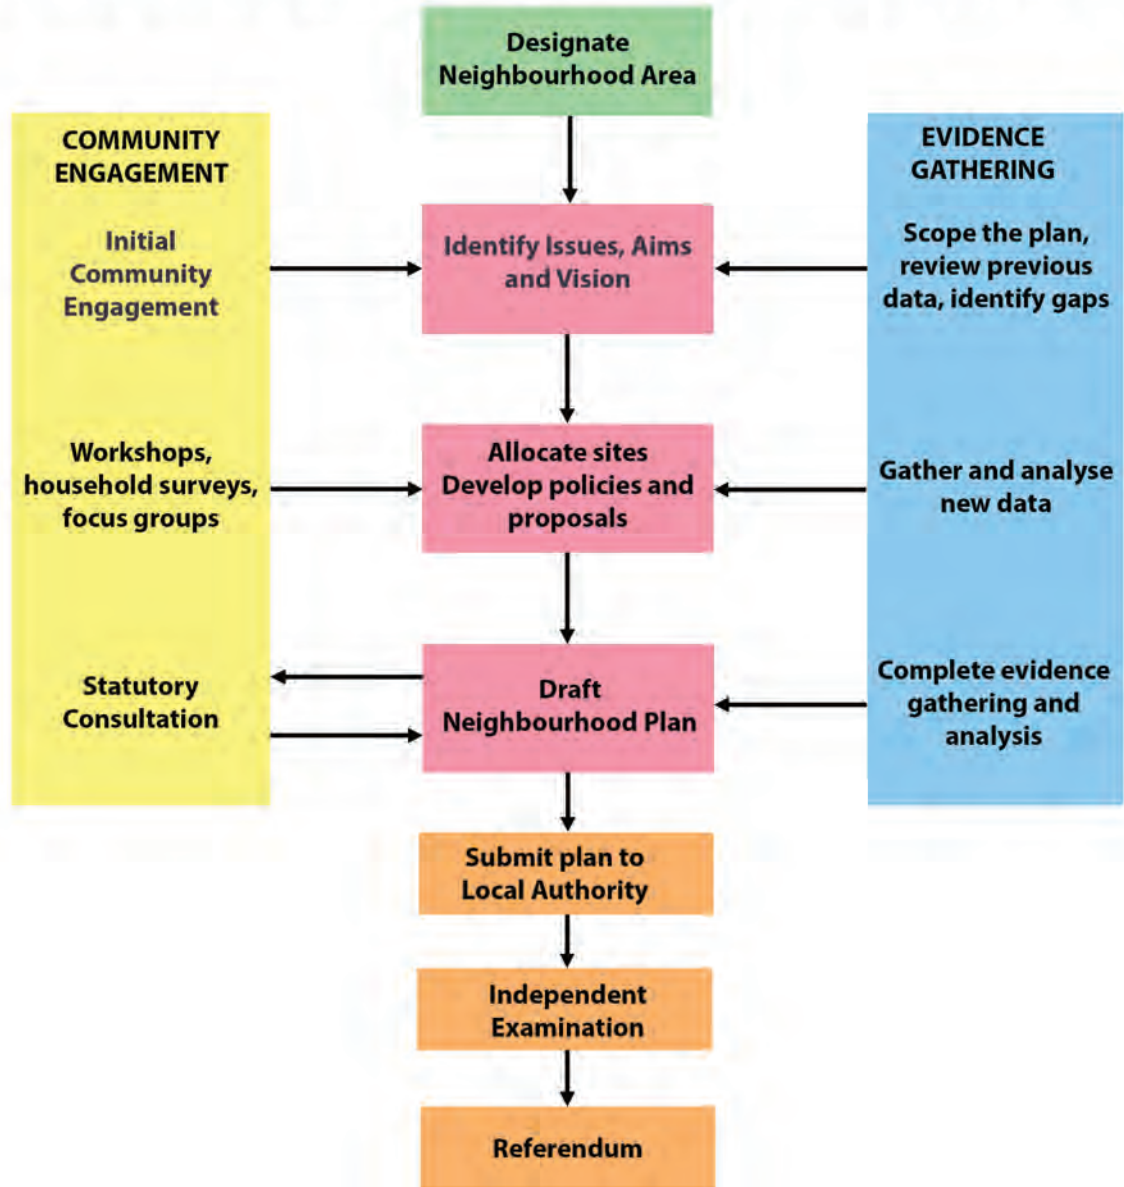 Designate
Neighbourhood Area
COMMUNITY
ENGAGEMENT
EVIDENCE
GATHERING
Initial
Community
Engagement
Identify Issues, Aims
and Vision
Scope the plan,
review previous
data, identify gaps
Workshops,
household surveys,
focus groups
Allocate sites
Develop policies and
proposals
Gather and analyse
new data
Statutory
Consultation
Draft
Neighbourhood Plan
Complete evidence
gathering and
analysis
Submit plan to
Local Authority
Independent
Examination
Referendum